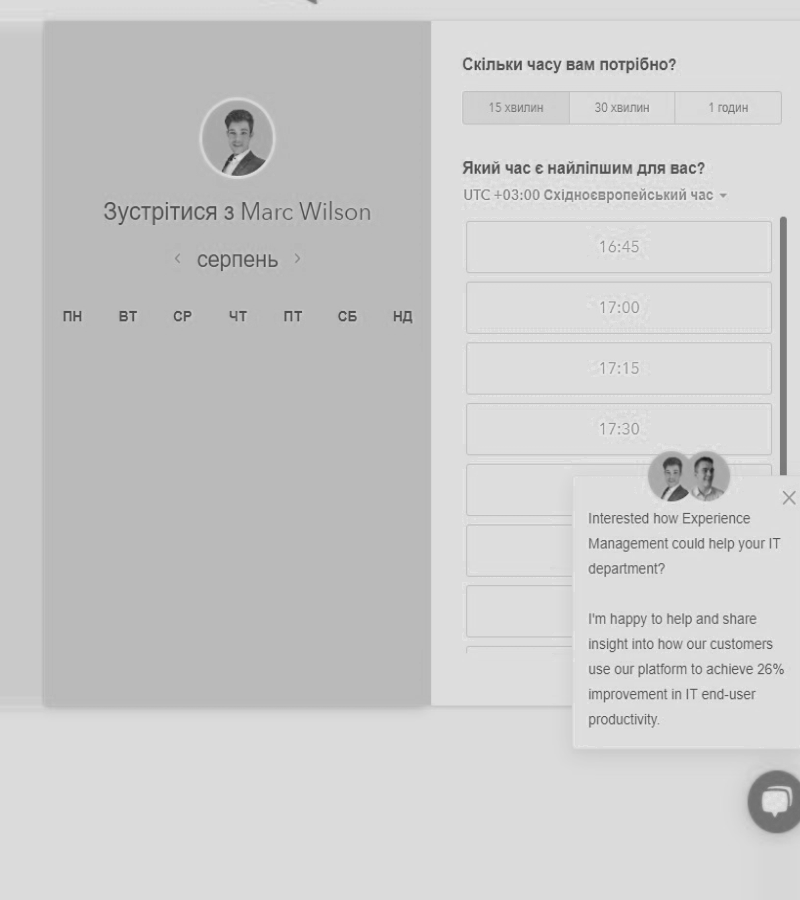 Зустрітися з Marc Wilson
серпень
ПН ВТ СР ЧТ ПТ СБ НД
Скільки часу вам потрібно?
15 хвилин 30 хвилин 1 годин
Який час є найліпшим для вас?
UTC +03:00 Східноєвропейський час
16:45
17:00
17:15
17:30
Interested how Experience
Management could help your IT
department?
I'm happy to help and share
insight into how our customers
use our platform to achieve 26%
improvement in IT end-user
productivity.